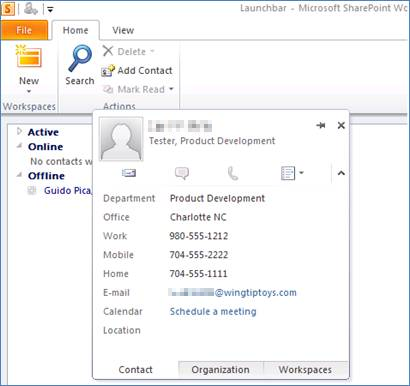 Launchbar - Microsoft SharePoint Wo
File Home View
New
Workspaces
Search
Delete
Add Contact
Mark Read
Actions
Active
Online
No contacts w
Offline
Guido Pica,
Tester, Product Development
Department Product Development
Office Charlotte NC
Work 980-555-1212
Mobile 704-555-2222
Home 704-555-1111
E-mail @wingtiptoys.com
Calendar Schedule a meeting
Location
Contact Organization Workspaces